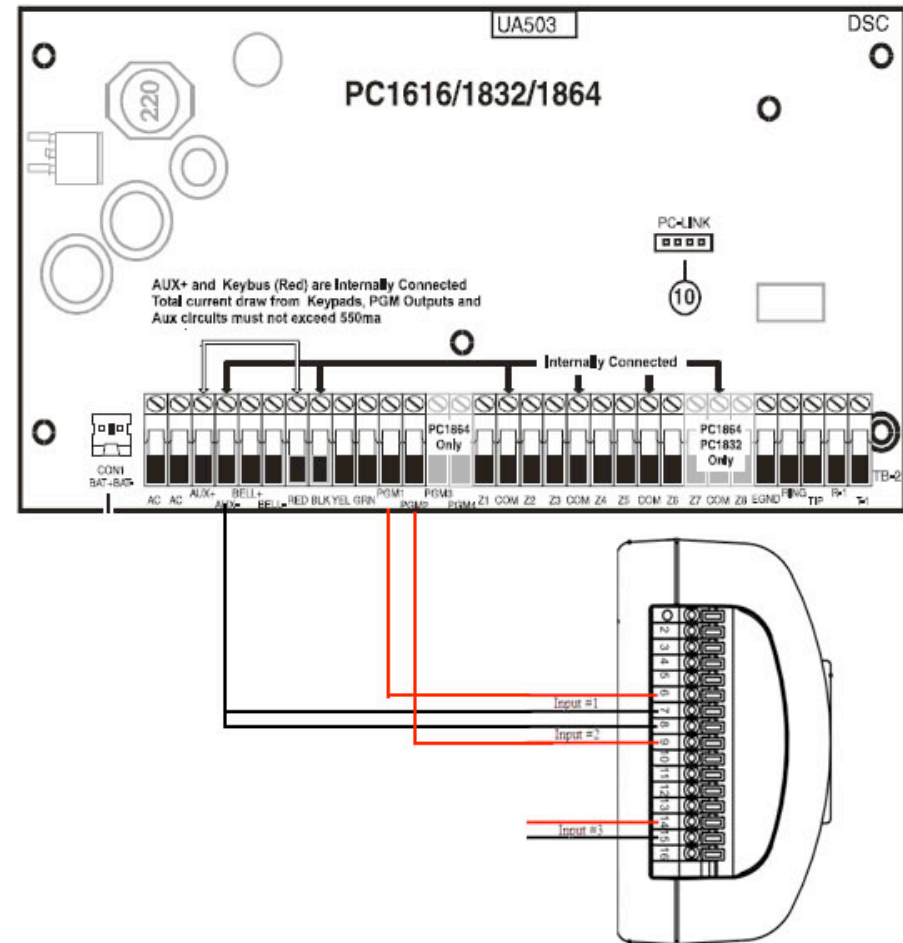 UA503
DSC
PC1616/1832/1864
220
PC-LINK
10
AUX+ and Keybus (Red) are Internally Connected
Total current draw from Keypads, PGM Outputs and
Aux circuits must not exceed 550ma
Internally Connected
PC1864
Only
PC1864
PC1832
Only
CON1
BAT+BAT-
TB-2
AC AC AUX+ AUX- BELL+ BELL- RED BLK YEL GRN PGM1 PGM2 PGM3 PGM4 Z1 COM Z2 Z3 COM Z4 Z5 COM Z6 Z7 COM Z8 EGND RING TIP R-1 T-1
2
3
4
5
6
Input #1
7
8
Input #2
9
10
11
12
13
14
Input #3
15
16